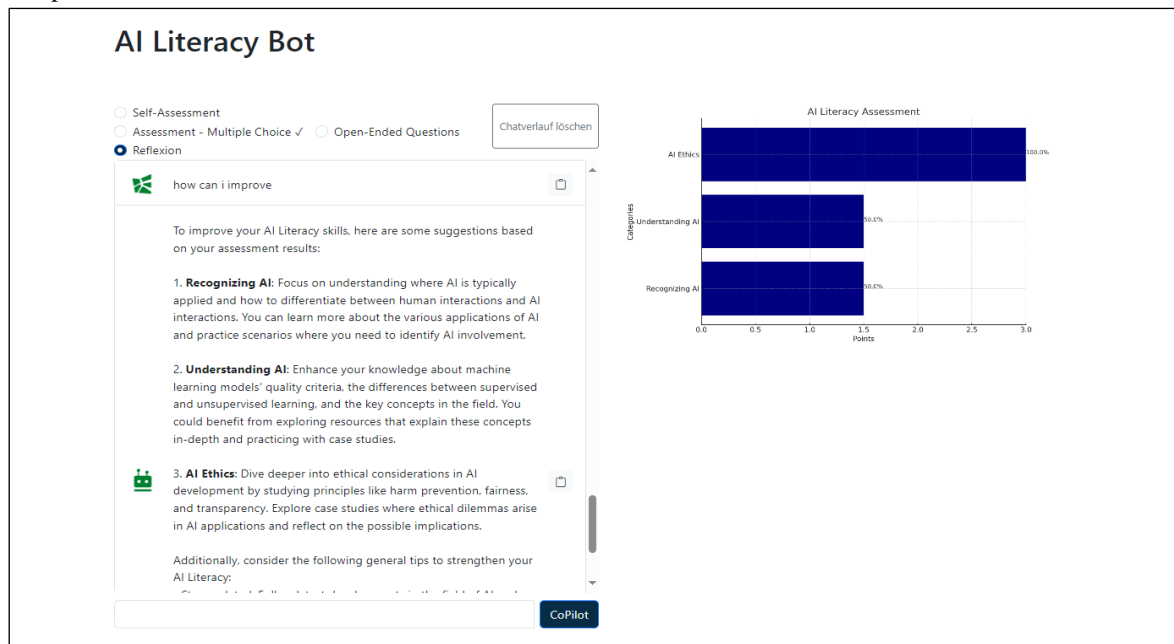 AI Literacy Bot
Self-Assessment
Assessment - Multiple Choice ✓ Open-Ended Questions
Reflexion
Chatverlauf löschen
how can i improve
To improve your AI Literacy skills, here are some suggestions based
on your assessment results:
1. Recognizing AI: Focus on understanding where AI is typically
applied and how to differentiate between human interactions and AI
interactions. You can learn more about the various applications of AI
and practice scenarios where you need to identify AI involvement.
2. Understanding AI: Enhance your knowledge about machine
learning models' quality criteria, the differences between supervised
and unsupervised learning, and the key concepts in the field. You
could benefit from exploring resources that explain these concepts
in-depth and practicing with case studies.
3. AI Ethics: Dive deeper into ethical considerations in AI
development by studying principles like harm prevention, fairness,
and transparency. Explore case studies where ethical dilemmas arise
in AI applications and reflect on the possible implications.
Additionally, consider the following general tips to strengthen your
AI Literacy:
CoPilot
AI Literacy Assessment
Categories
AI Ethics
100.0%
Understanding AI
50.0%
Recognizing AI
50.0%
0.0 0.5 1.0 1.5 2.0 2.5 3.0
Points